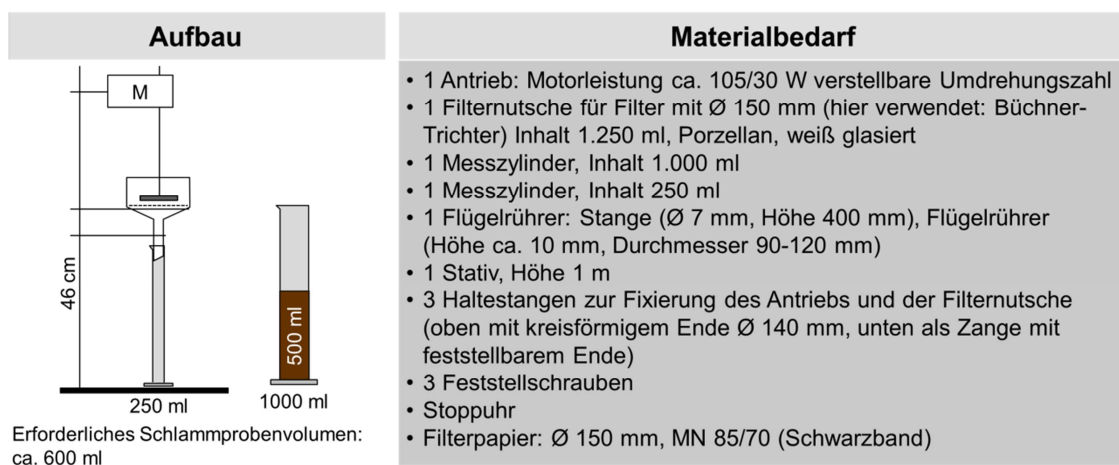 Aufbau
M
46 cm
500 ml
250 ml
1000 ml
Erforderliches Schlammprobenvolumen:
ca. 600 ml
Materialbedarf
• 1 Antrieb: Motorleistung ca. 105/30 W verstellbare Umdrehungszahl
• 1 Filternutsche für Filter mit Ø 150 mm (hier verwendet: Büchner-
Trichter) Inhalt 1.250 ml, Porzellan, weiß glasiert
• 1 Messzylinder, Inhalt 1.000 ml
• 1 Messzylinder, Inhalt 250 ml
• 1 Flügelrührer: Stange (Ø 7 mm, Höhe 400 mm), Flügelrührer
(Höhe ca. 10 mm, Durchmesser 90-120 mm)
• 1 Stativ, Höhe 1 m
• 3 Haltestangen zur Fixierung des Antriebs und der Filternutsche
(oben mit kreisförmigem Ende Ø 140 mm, unten als Zange mit
feststellbarem Ende)
• 3 Feststellschrauben
• Stoppuhr
• Filterpapier: Ø 150 mm, MN 85/70 (Schwarzband)